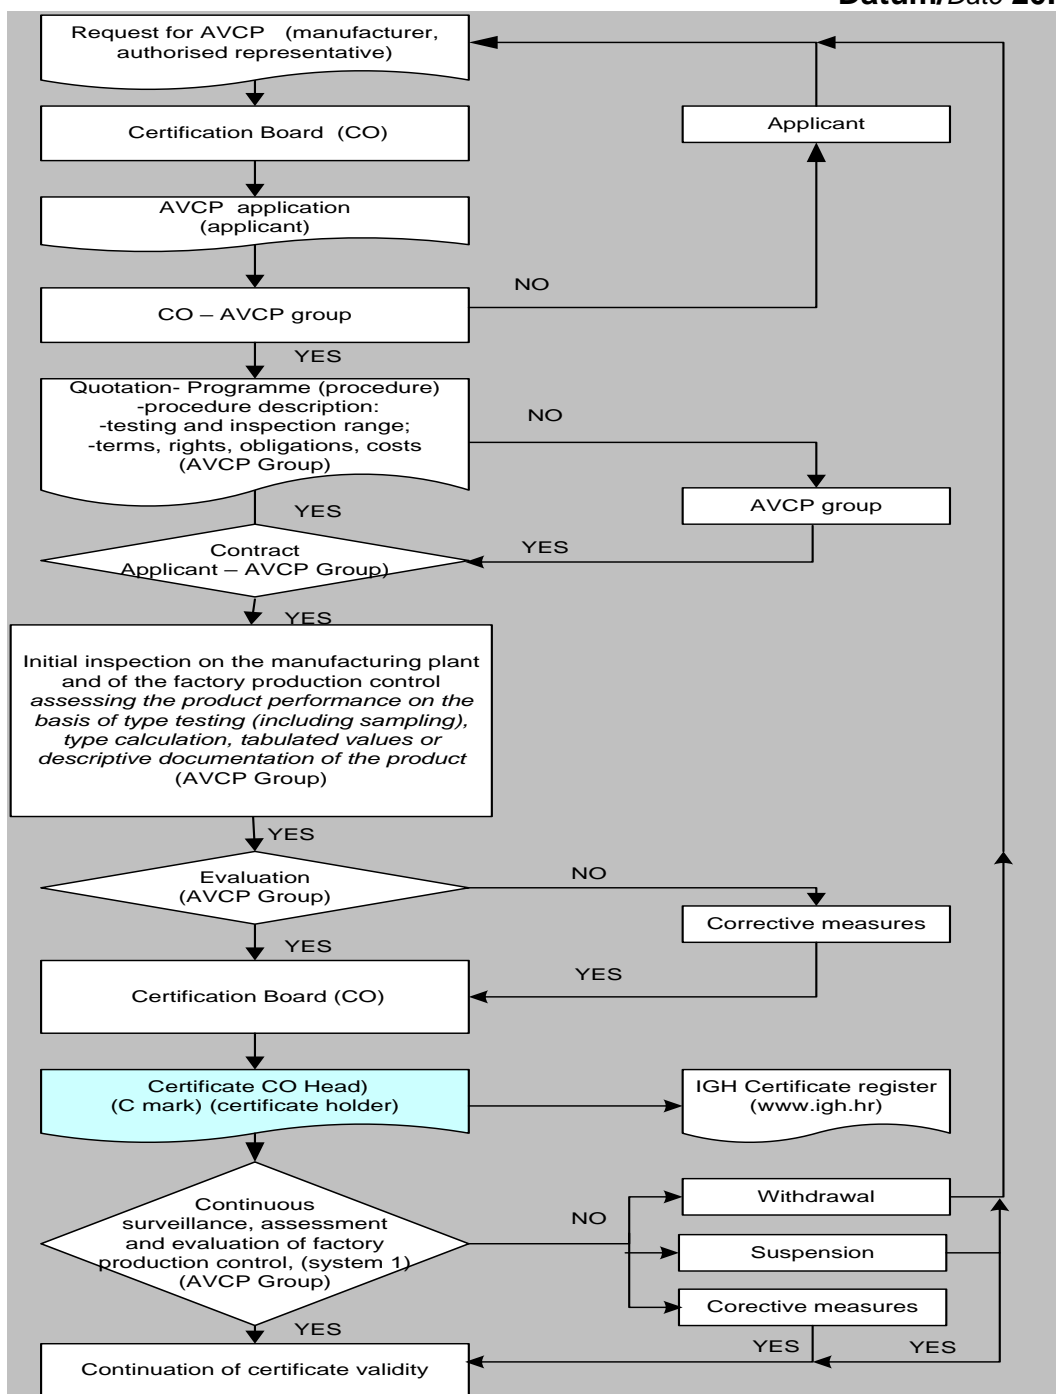 Datum/Date 20.
Request for AVCP (manufacturer,
authorised representative)
Certification Board (CO)
Applicant
AVCP application
(applicant)
NO
CO – AVCP group
YES
Quotation- Programme (procedure)
-procedure description:
-testing and inspection range;
-terms, rights, obligations, costs
(AVCP Group)
NO
AVCP group
YES
YES
Contract
Applicant – AVCP Group)
YES
Initial inspection on the manufacturing plant
and of the factory production control
assessing the product performance on the
basis of type testing (including sampling),
type calculation, tabulated values or
descriptive documentation of the product
(AVCP Group)
YES
Evaluation
(AVCP Group)
NO
Corrective measures
YES
YES
Certification Board (CO)
Certificate CO Head)
(C mark) (certificate holder)
IGH Certificate register
(www.igh.hr)
Continuous
surveillance, assessment
and evaluation of factory
production control, (system 1)
(AVCP Group)
NO
Withdrawal
Suspension
Corective measures
YES
YES
YES
Continuation of certificate validity